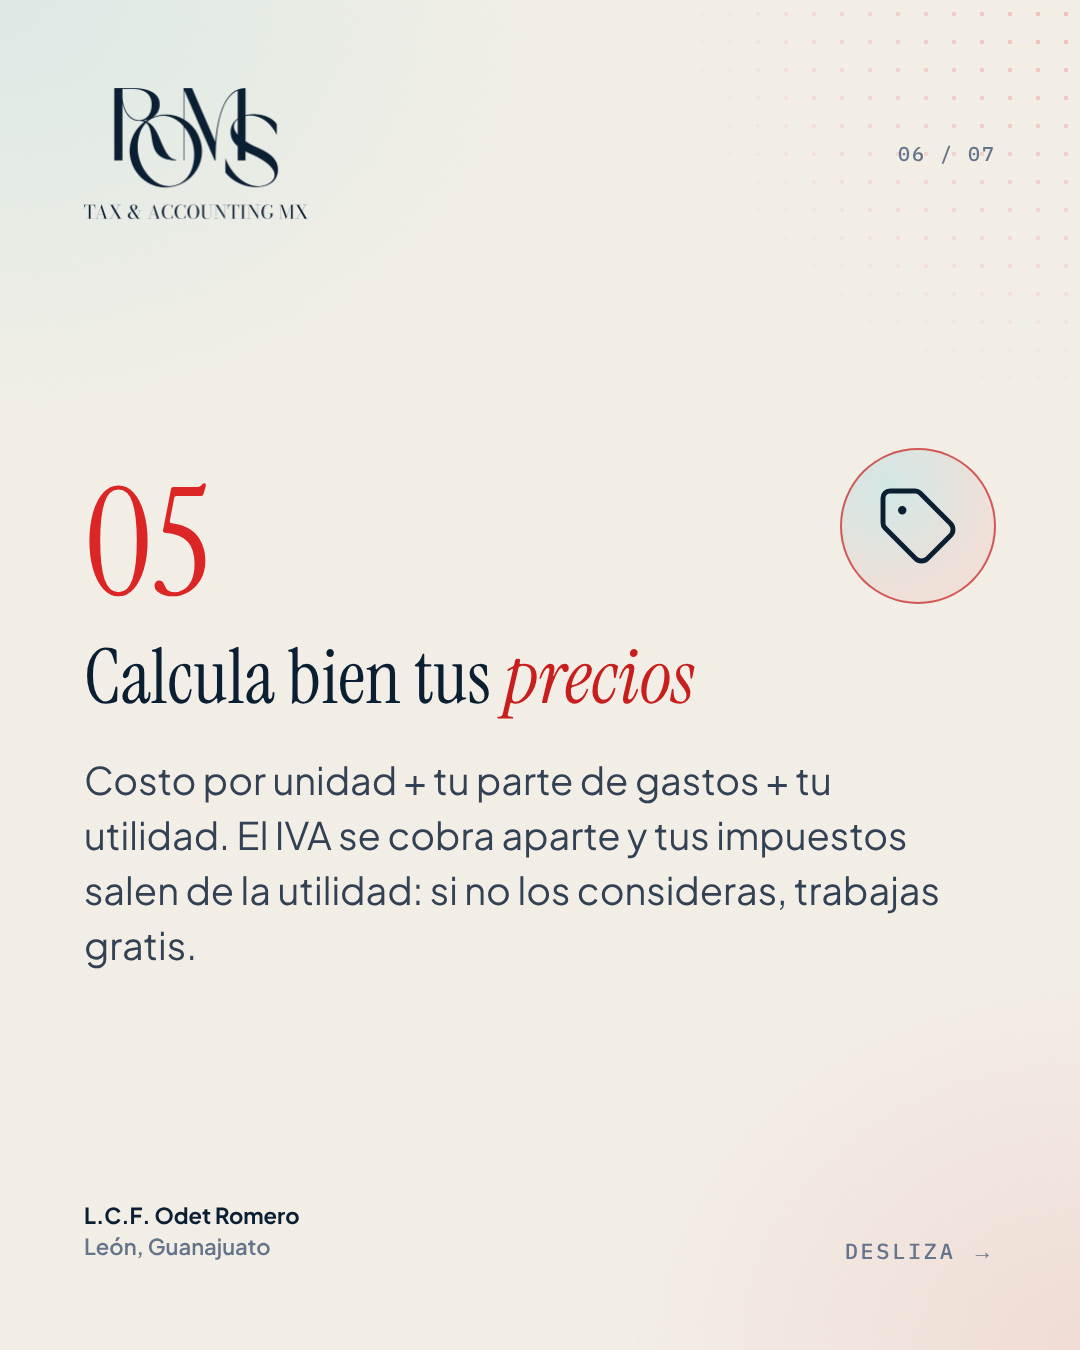 ROMS
TAX & ACCOUNTING MX
06 / 07
05
Calcula bien tus precios
Costo por unidad + tu parte de gastos + tu
utilidad. El IVA se cobra aparte y tus impuestos
salen de la utilidad: si no los consideras, trabajas
gratis.
L.C.F. Odet Romero
León, Guanajuato
DESLIZA →